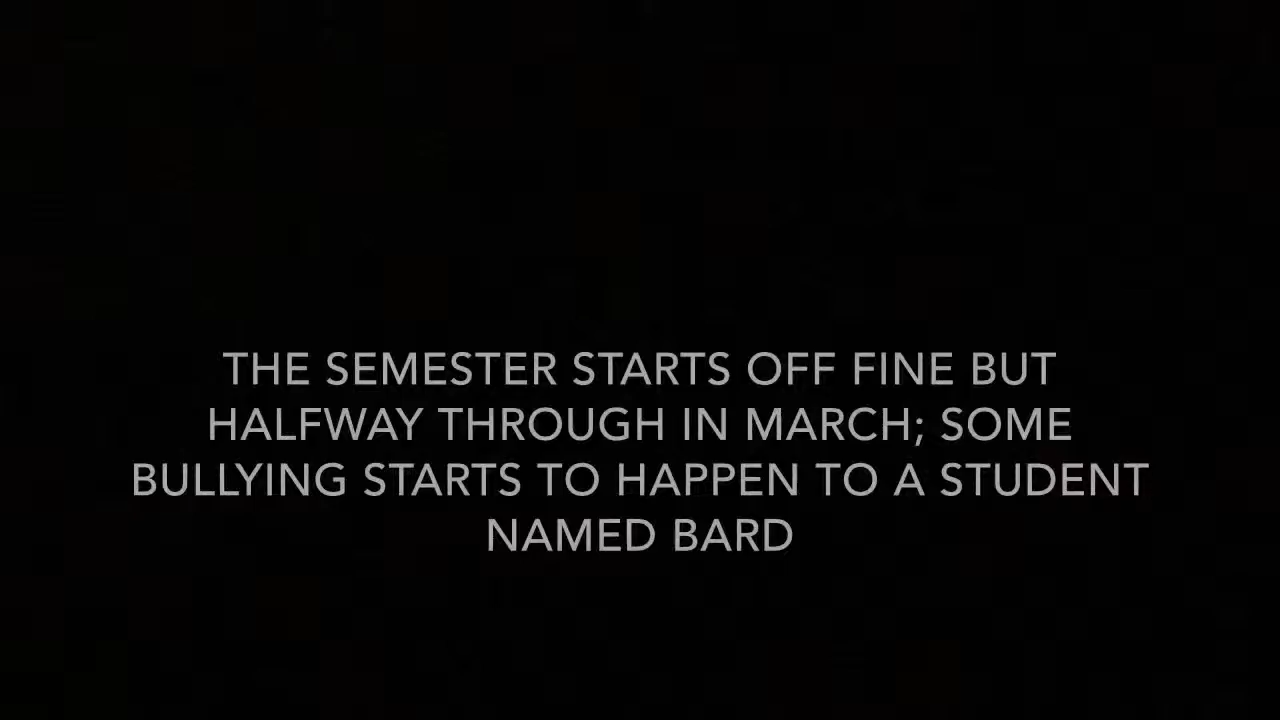 THE SEMESTER STARTS OFF FINE BUT
HALFWAY THROUGH IN MARCH; SOME
BULLYING STARTS TO HAPPEN TO A STUDENT
NAMED BARD